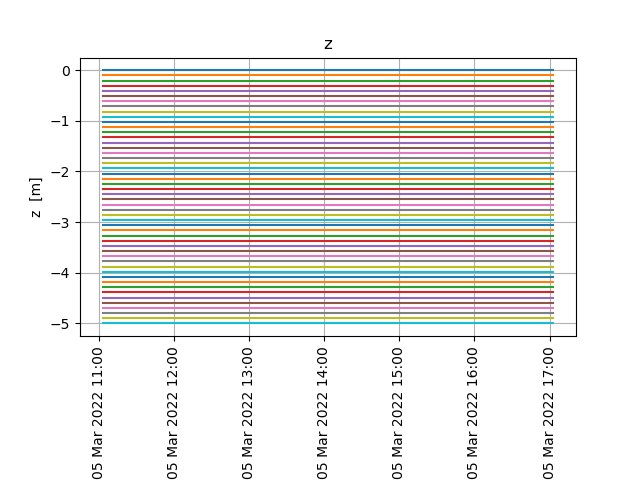 z
0
−1
−2
−3
−4
−5
z [m]
05 Mar 2022 11:00
05 Mar 2022 12:00
05 Mar 2022 13:00
05 Mar 2022 14:00
05 Mar 2022 15:00
05 Mar 2022 16:00
05 Mar 2022 17:00